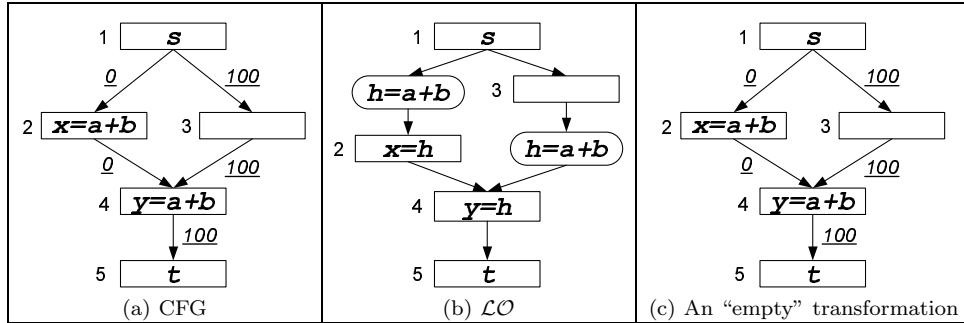 1 s
0 100
2 x=a+b 3
0 100
4 y=a+b
100
5 t
(a) CFG
1 s
h=a+b 3
2 x=h h=a+b
4 y=h
5 t
(b) LO
1 s
0 100
2 x=a+b 3
0 100
4 y=a+b
100
5 t
(c) An “empty” transformation